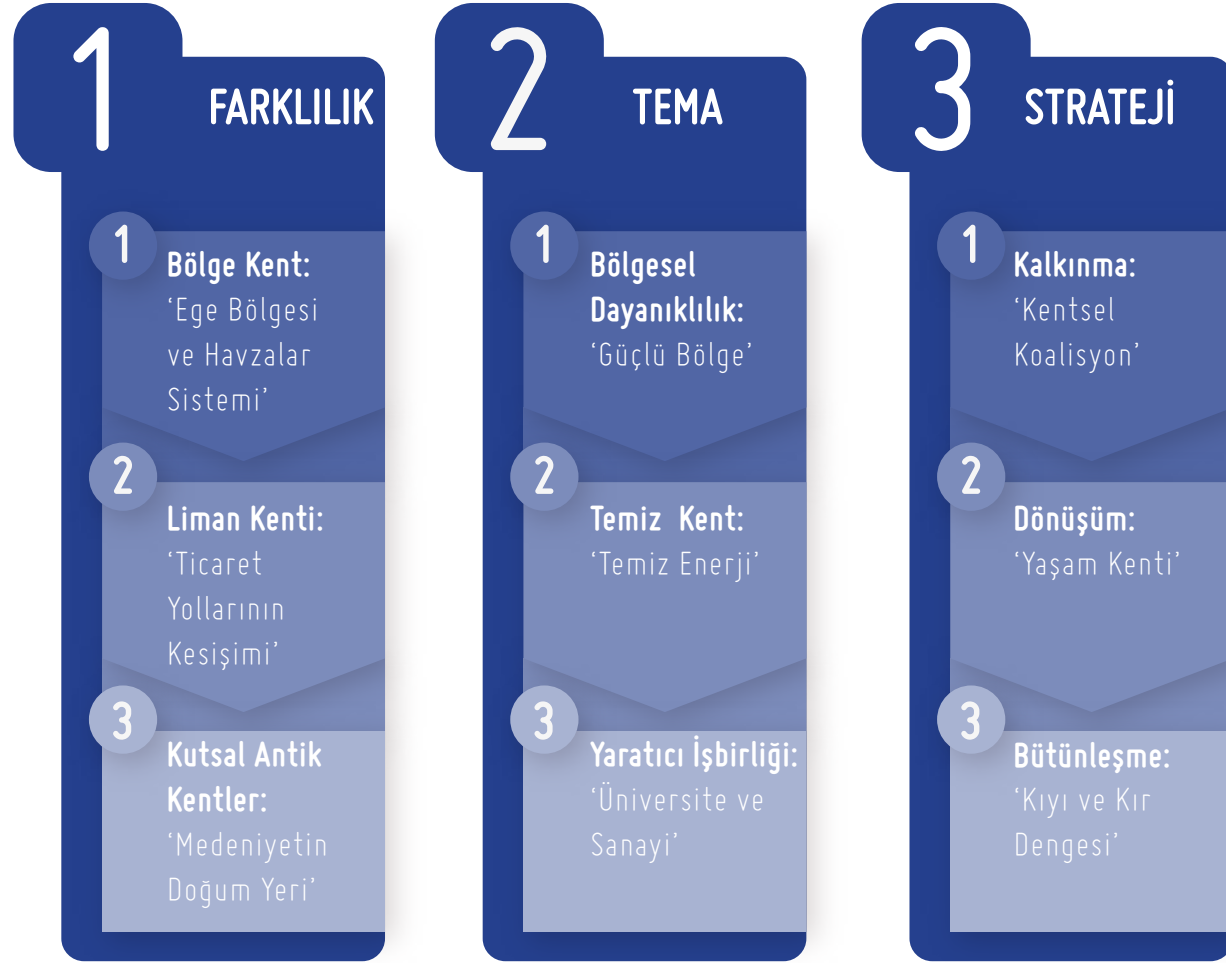 1
FARKLILIK
1
Bölge Kent:
‘Ege Bölgesi
ve Havzalar
Sistemi’
2
Liman Kenti:
‘Ticaret
Yollarının
Kesişimi’
3
Kutsal Antik
Kentler:
‘Medeniyetin
Doğum Yeri’
2
TEMA
1
Bölgesel
Dayanıklılık:
‘Güçlü Bölge’
2
Temiz Kent:
‘Temiz Enerji’
3
Yaratıcı İşbirliği:
‘Üniversite ve
Sanayi’
3
STRATEJİ
1
Kalkınma:
‘Kentsel
Koalisyon’
2
Dönüşüm:
‘Yaşam Kenti’
3
Bütünleşme:
‘Kıyı ve Kır
Dengesi’